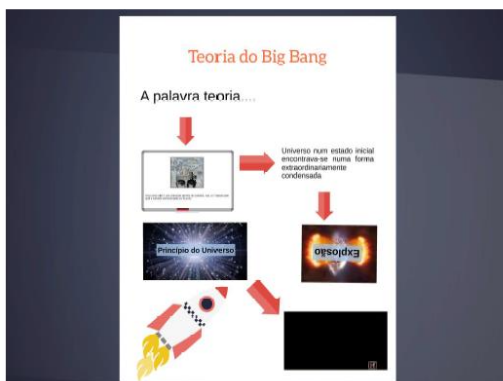 Teoria do Big Bang
A palavra teoria....
Universo num estado inicial
encontrava-se numa forma
extraordinariamente
condensada
Princípio do Universo
Explosão